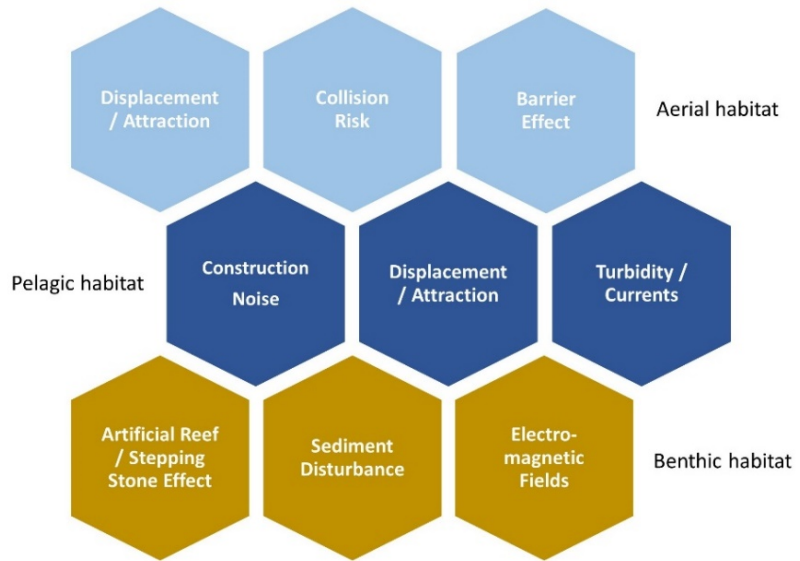 Displacement
/ Attraction
Collision
Risk
Barrier
Effect
Aerial habitat
Pelagic habitat
Construction
Noise
Displacement
/ Attraction
Turbidity /
Currents
Artificial Reef
/ Stepping
Stone Effect
Sediment
Disturbance
Electro-
magnetic
Fields
Benthic habitat